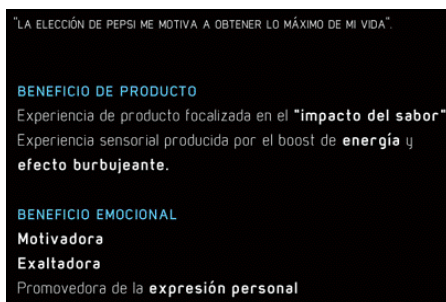 "LA ELECCIÓN DE PEPSI ME MOTIVA A OBTENER LO MÁXIMO DE MI VIDA".
BENEFICIO DE PRODUCTO
Experiencia de producto focalizada en el "impacto del sabor"
Experiencia sensorial producida por el boost de energía y
efecto burbujeante.
BENEFICIO EMOCIONAL
Motivadora
Exaltadora
Promovedora de la expresión personal